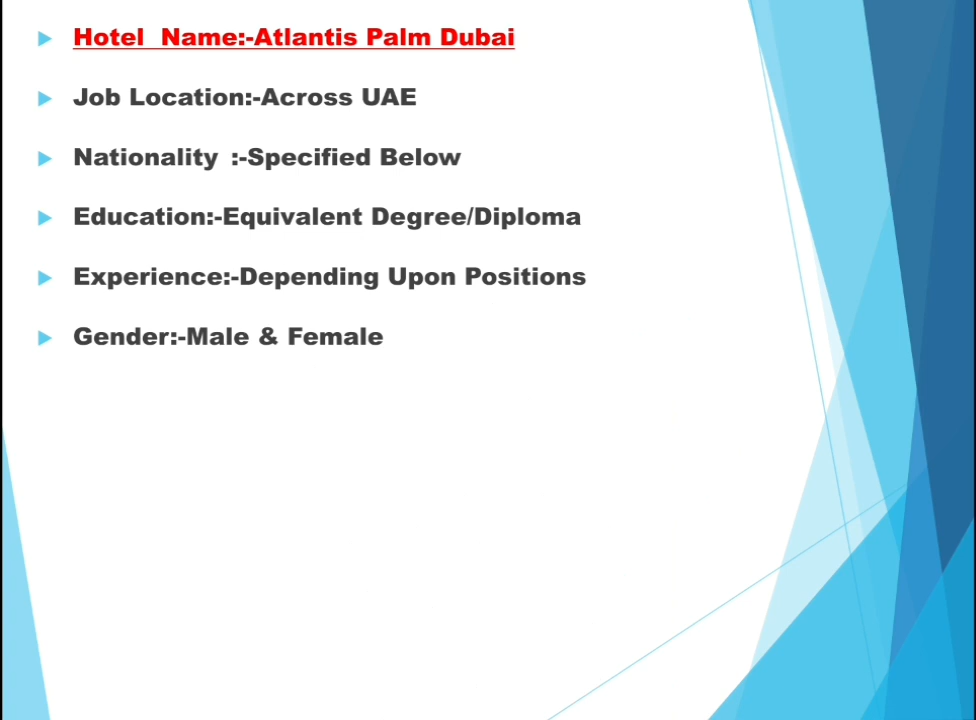 Hotel Name:-Atlantis Palm Dubai
Job Location:-Across UAE
Nationality :-Specified Below
Education:-Equivalent Degree/Diploma
Experience:-Depending Upon Positions
Gender:-Male & Female